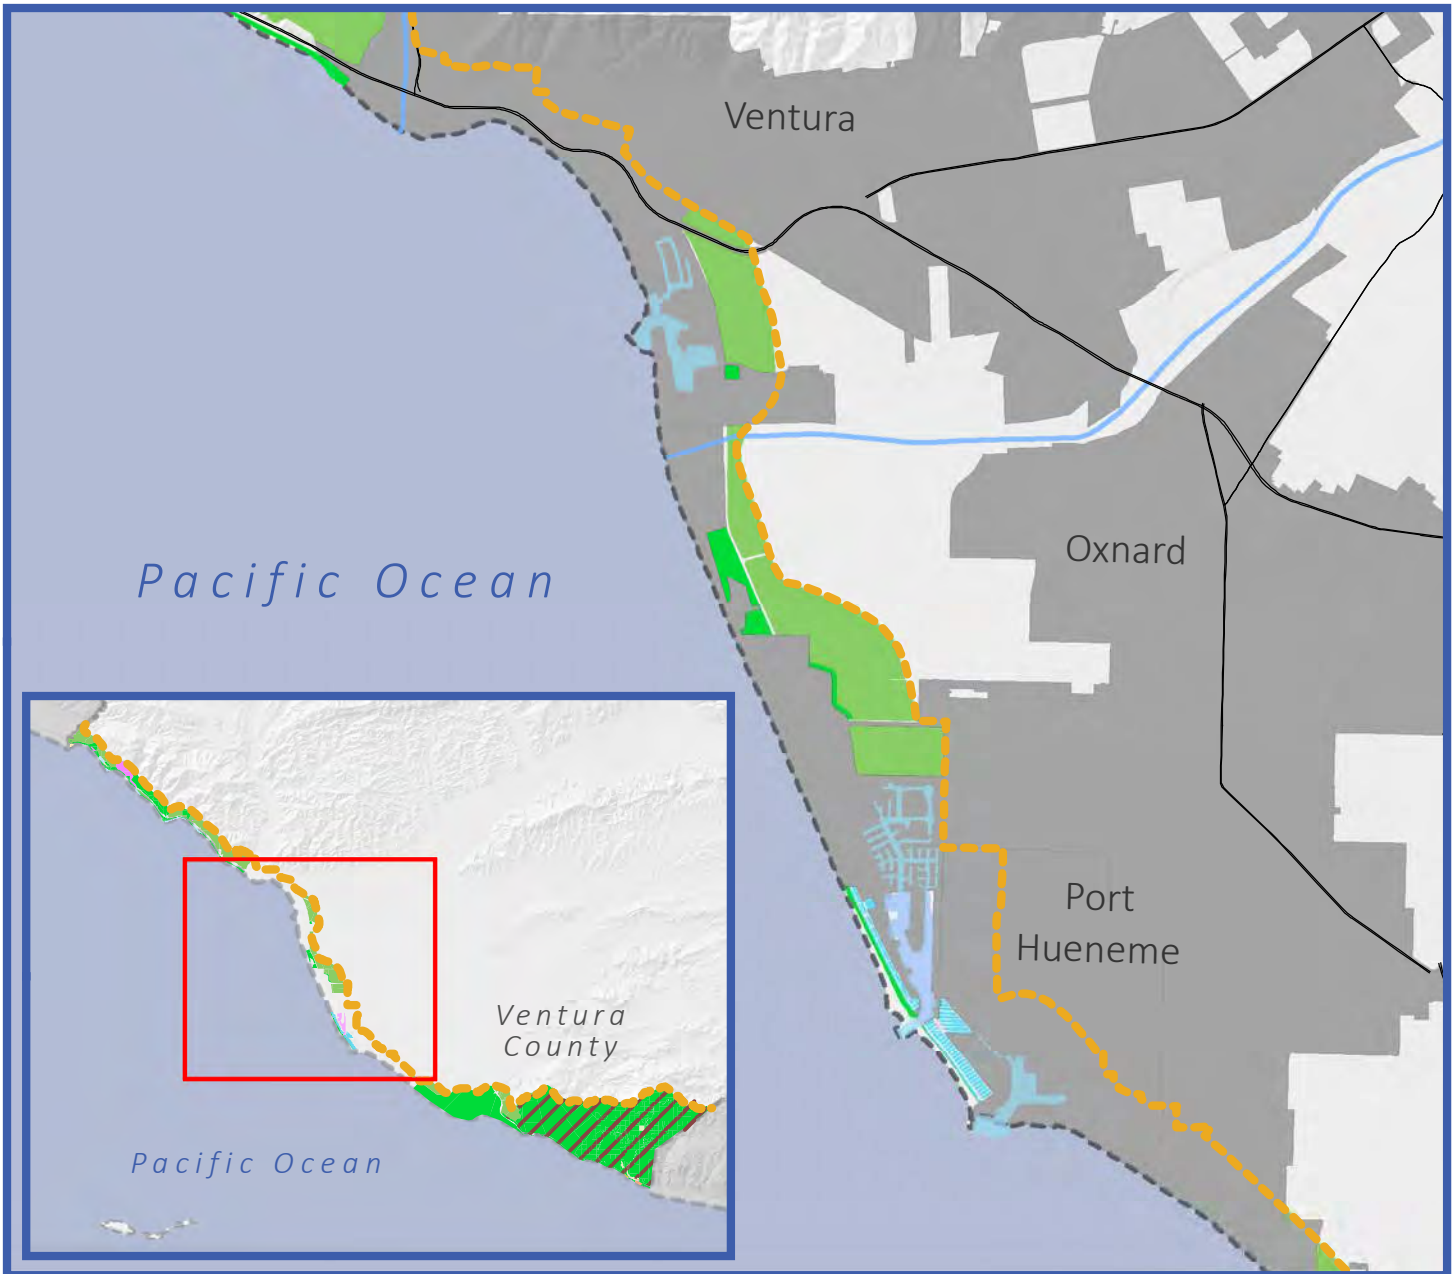 Ventura
Pacific Ocean
Oxnard
Port
Hueneme
Ventura
County
Pacific Ocean